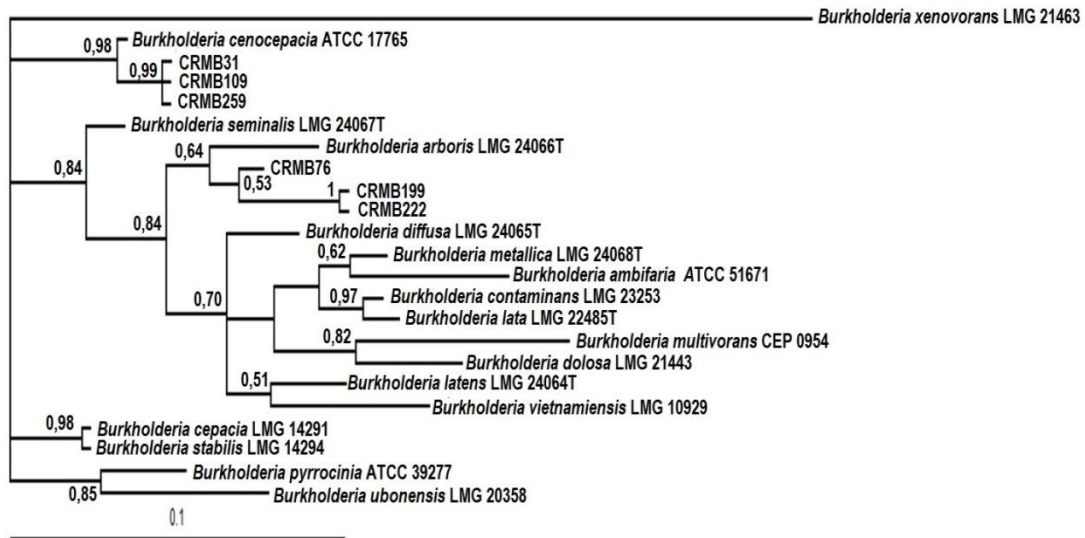 Burkholderia xenovorans LMG 21463
0,98
Burkholderia cenocepacia ATCC 17765
0,99
CRMB31
CRMB109
CRMB259
Burkholderia seminalis LMG 24067T
0,64
Burkholderia arboris LMG 24066T
0,84
CRMB76
0,53
1
CRMB199
CRMB222
0,84
Burkholderia diffusa LMG 24065T
0,62
Burkholderia metallica LMG 24068T
Burkholderia ambifaria ATCC 51671
0,70
0,97
Burkholderia contaminans LMG 23253
Burkholderia lata LMG 22485T
0,82
Burkholderia multivorans CEP 0954
Burkholderia dolosa LMG 21443
0,51
Burkholderia latens LMG 24064T
Burkholderia vietnamiensis LMG 10929
0,98
Burkholderia cepacia LMG 14291
Burkholderia stabilis LMG 14294
Burkholderia pyrrocinia ATCC 39277
0,85
Burkholderia ubonensis LMG 20358
0.1